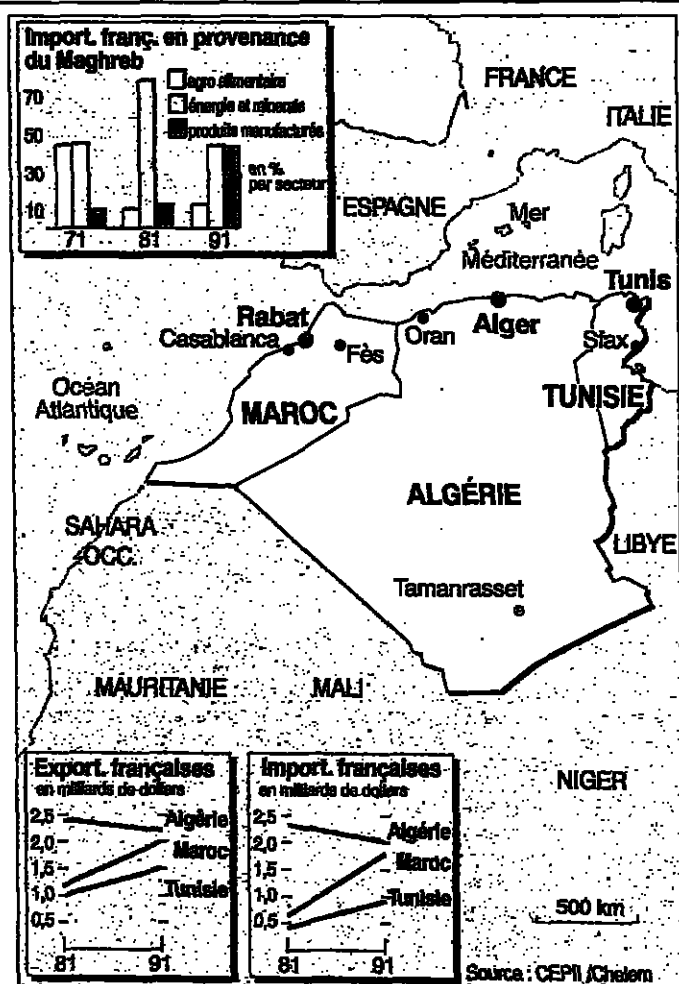 Import. franç. en provenance
du Maghreb
agro alimentaire
énergie et minerais
produits manufacturés
en %
par secteur
70
50
30
10
71
81
91
FRANCE
ITALIE
ESPAGNE
Mer
Méditerranée
Tunis
Rabat
Alger
Casablanca
Oran
Fès
Sfax
Océan
Atlantique
MAROC
TUNISIE
ALGÉRIE
SAHARA
OCC.
LIBYE
Tamanrasset
MAURITANIE
MALI
NIGER
Export. françaises
en milliards de dollars
2,5
2,0
1,5
1,0
0,5
Algérie
Maroc
Tunisie
81
91
Import. françaises
en milliards de dollars
2,5
2,0
1,5
1,0
0,5
Algérie
Maroc
Tunisie
81
91
500 km
Source : CEPII /Chelem